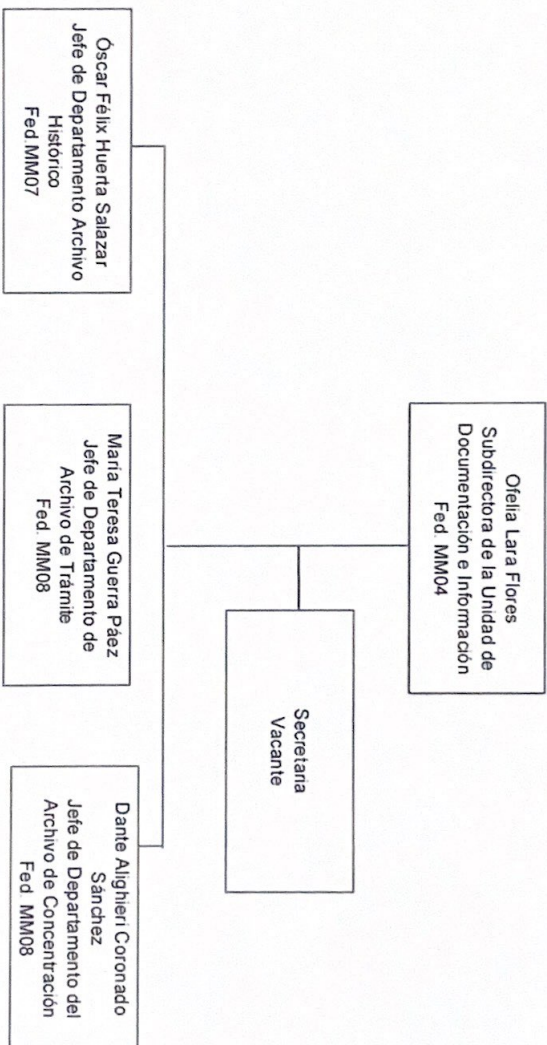 Ofelia Lara Flores
Subdirectora de la Unidad de
Documentación e Información
Fed. MM04
Secretaria
Vacante
Óscar Félix Huerta Salazar
Jefe de Departamento Archivo
Histórico
Fed.MM07
María Teresa Guerra Páez
Jefe de Departamento de
Archivo de Trámite
Fed. MM08
Dante Alighieri Coronado
Sánchez
Jefe de Departamento del
Archivo de Concentración
Fed. MM08